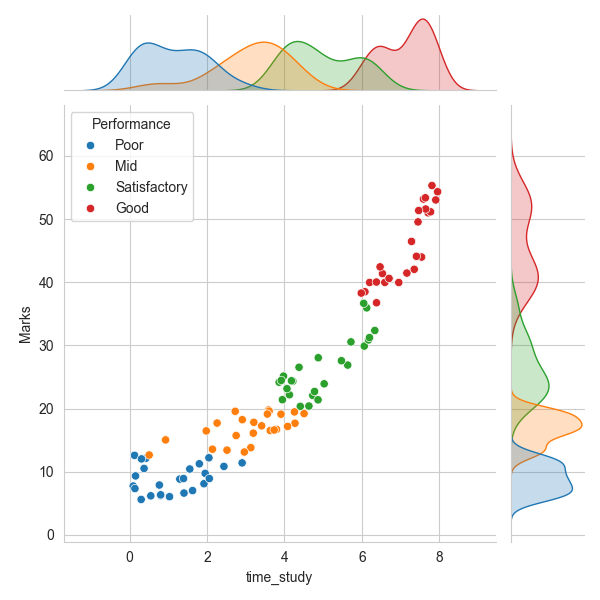 Performance
Poor
Mid
Satisfactory
Good
60
50
40
30
20
10
0
Marks
0 2 4 6 8
time_study